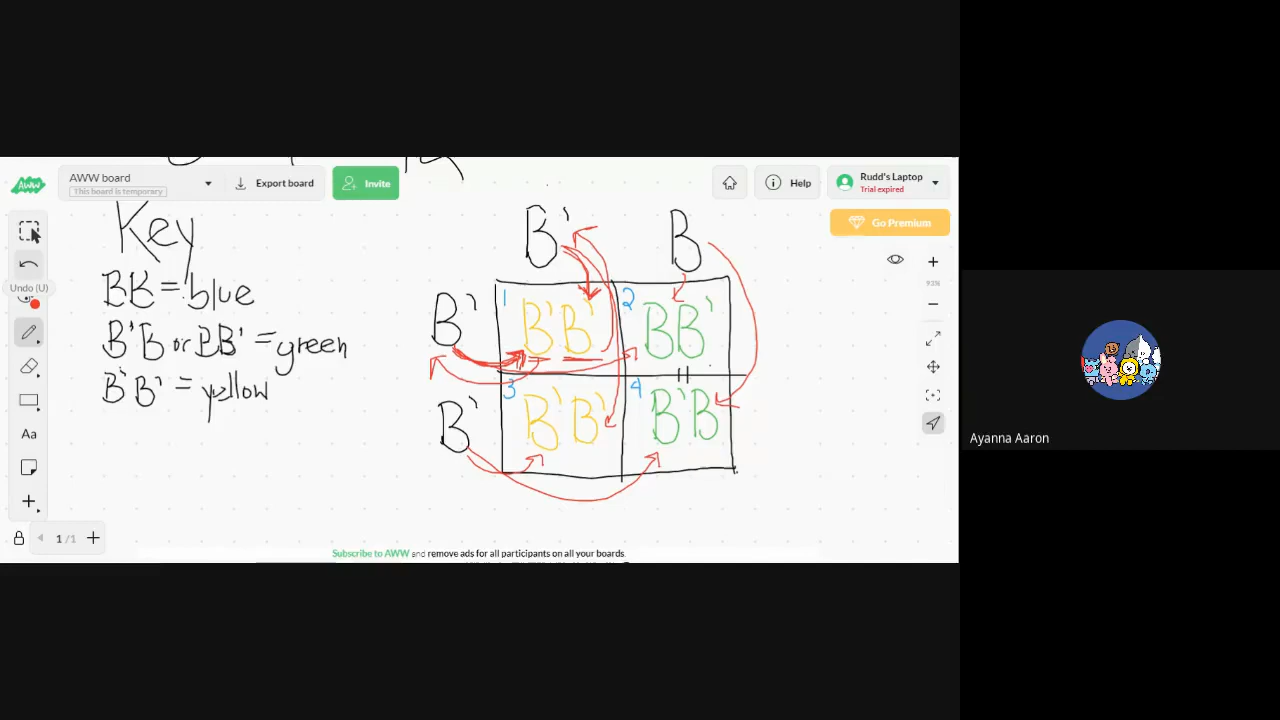 AWW
AWW board
This board is temporary
Export board
Invite
Help
Rudd's Laptop
Trial expired
Go Premium
Undo (U)
Key
BB = blue
B'B or BB' = green
B'B' = yellow
B' B
B' 1 B'B' 2 BB'
B' 3 B'B' 4 B'B
93%
Aa
1 /1
Subscribe to AWW and remove ads for all participants on all your boards.
Ayanna Aaron